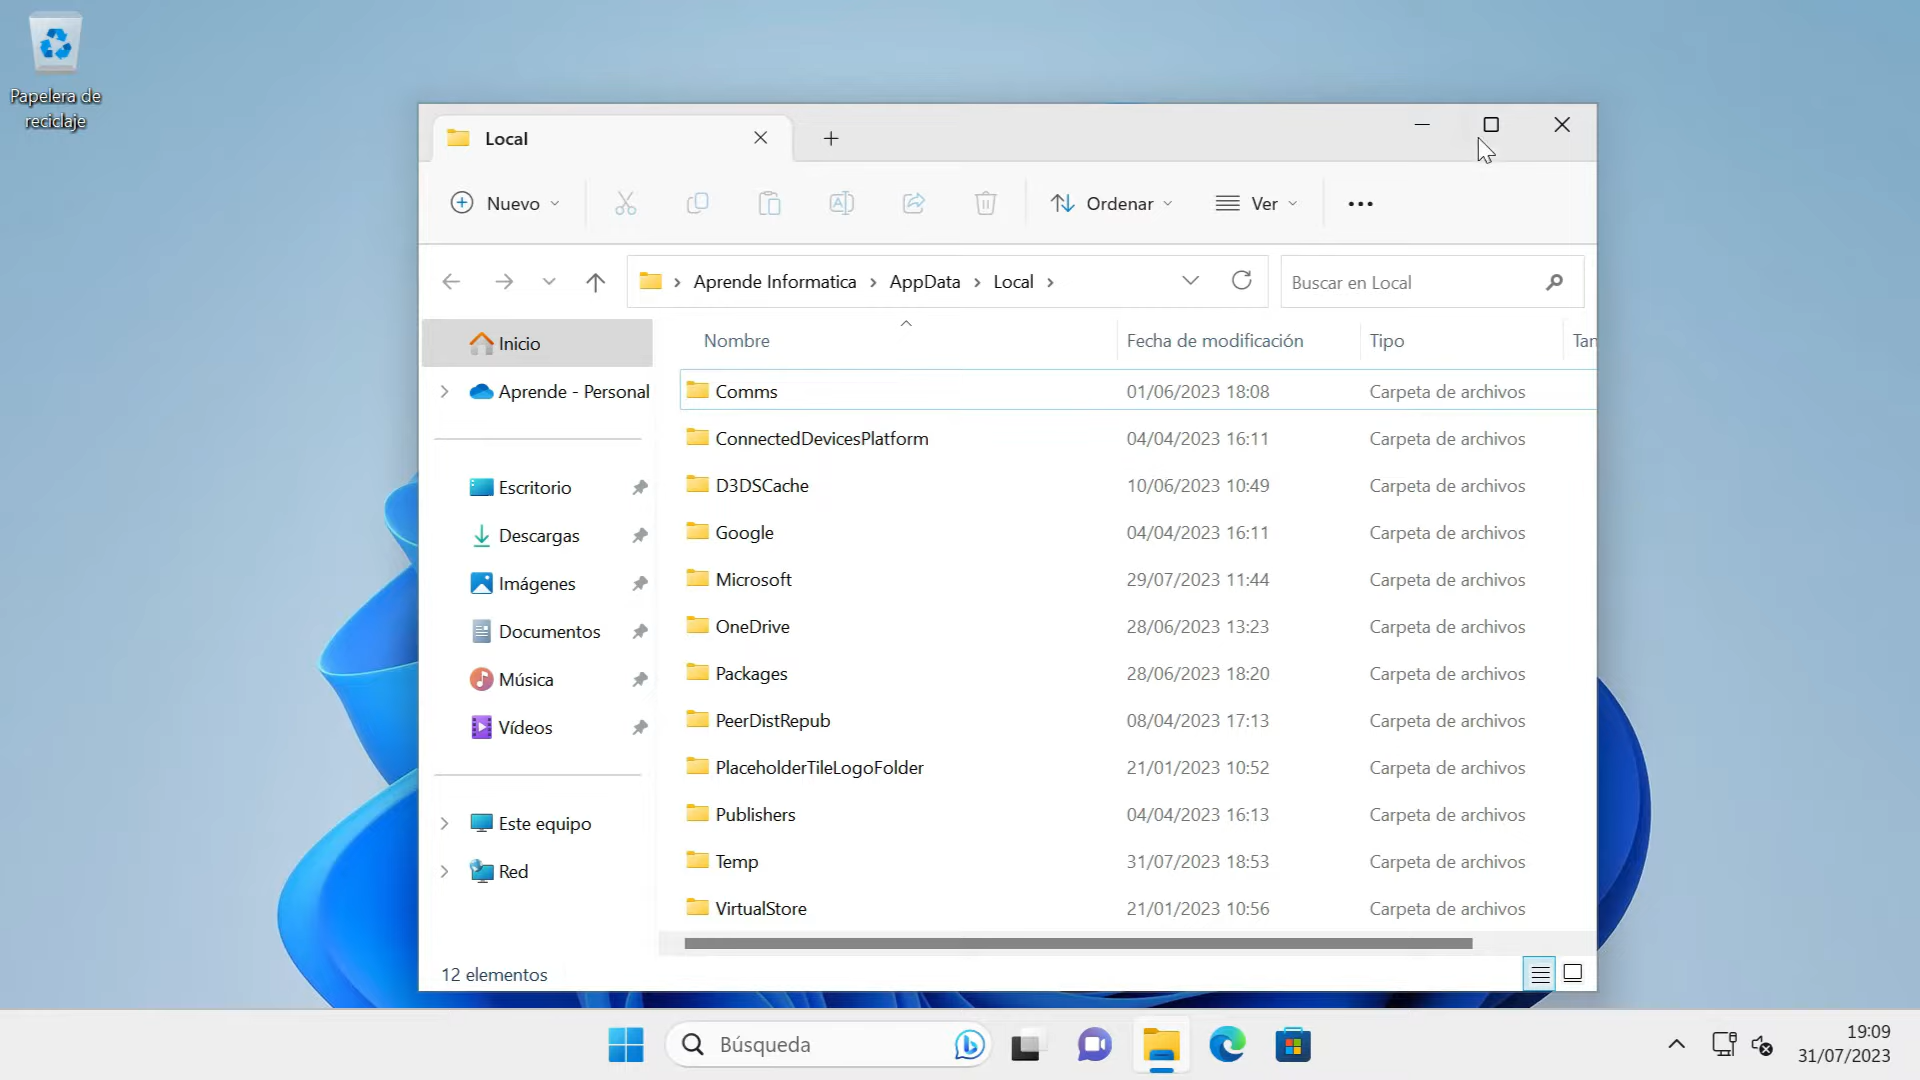 Papelera de
reciclaje
Local
Nuevo
Ordenar
Ver
Aprende Informatica
AppData
Local
Buscar en Local
Nombre
Fecha de modificación
Tipo
Tan
Inicio
Aprende - Personal
Escritorio
Descargas
Imágenes
Documentos
Música
Vídeos
Este equipo
Red
Comms 01/06/2023 18:08 Carpeta de archivos
ConnectedDevicesPlatform 04/04/2023 16:11 Carpeta de archivos
D3DSCache 10/06/2023 10:49 Carpeta de archivos
Google 04/04/2023 16:11 Carpeta de archivos
Microsoft 29/07/2023 11:44 Carpeta de archivos
OneDrive 28/06/2023 13:23 Carpeta de archivos
Packages 28/06/2023 18:20 Carpeta de archivos
PeerDistRepub 08/04/2023 17:13 Carpeta de archivos
PlaceholderTileLogoFolder 21/01/2023 10:52 Carpeta de archivos
Publishers 04/04/2023 16:13 Carpeta de archivos
Temp 31/07/2023 18:53 Carpeta de archivos
VirtualStore 21/01/2023 10:56 Carpeta de archivos
12 elementos
Búsqueda
19:09
31/07/2023